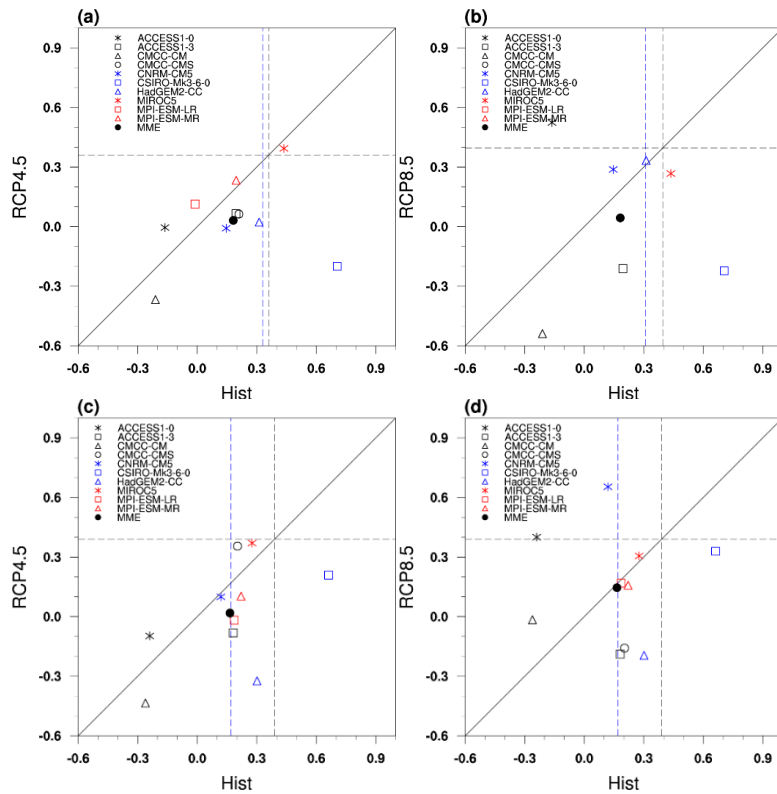 (a)
ACCESS1-0
ACCESS1-3
CMCC-CM
CMCC-CMS
CNRM-CM5
CSIRO-Mk3-6-0
HadGEM2-CC
MIROC5
MPI-ESM-LR
MPI-ESM-MR
MME
0.9
0.6
0.3
0.0
-0.3
-0.6
RCP4.5
-0.6 -0.3 0.0 0.3 0.6 0.9
Hist
(b)
ACCESS1-0
ACCESS1-3
CMCC-CM
CMCC-CMS
CNRM-CM5
CSIRO-Mk3-6-0
HadGEM2-CC
MIROC5
MPI-ESM-LR
MPI-ESM-MR
MME
0.9
0.6
0.3
0.0
-0.3
-0.6
RCP8.5
-0.6 -0.3 0.0 0.3 0.6 0.9
Hist
(c)
ACCESS1-0
ACCESS1-3
CMCC-CM
CMCC-CMS
CNRM-CM5
CSIRO-Mk3-6-0
HadGEM2-CC
MIROC5
MPI-ESM-LR
MPI-ESM-MR
MME
0.9
0.6
0.3
0.0
-0.3
-0.6
RCP4.5
-0.6 -0.3 0.0 0.3 0.6 0.9
Hist
(d)
ACCESS1-0
ACCESS1-3
CMCC-CM
CMCC-CMS
CNRM-CM5
CSIRO-Mk3-6-0
HadGEM2-CC
MIROC5
MPI-ESM-LR
MPI-ESM-MR
MME
0.9
0.6
0.3
0.0
-0.3
-0.6
RCP8.5
-0.6 -0.3 0.0 0.3 0.6 0.9
Hist